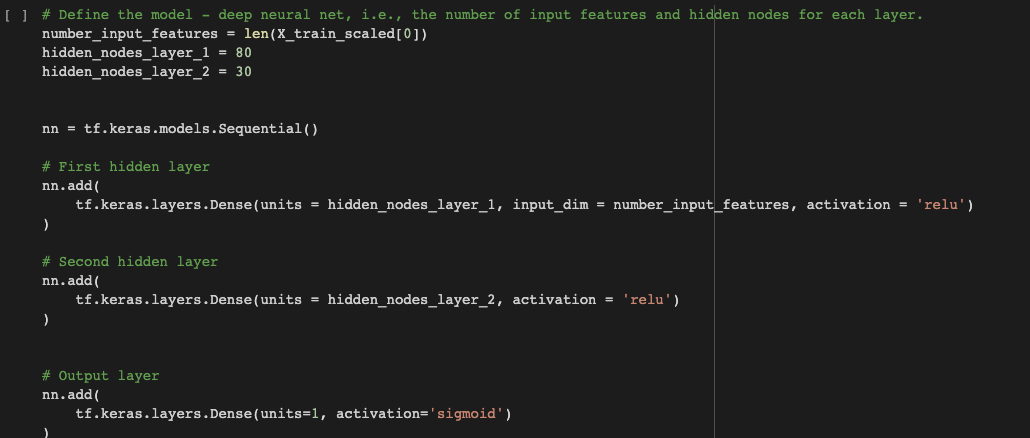 [ ] # Define the model - deep neural net, i.e., the number of input features and hidden nodes for each layer.
number_input_features = len(X_train_scaled[0])
hidden_nodes_layer_1 = 80
hidden_nodes_layer_2 = 30
nn = tf.keras.models.Sequential()
# First hidden layer
nn.add(
tf.keras.layers.Dense(units = hidden_nodes_layer_1, input_dim = number_input_features, activation = 'relu')
)
# Second hidden layer
nn.add(
tf.keras.layers.Dense(units = hidden_nodes_layer_2, activation = 'relu')
)
# Output layer
nn.add(
tf.keras.layers.Dense(units=1, activation='sigmoid')
)